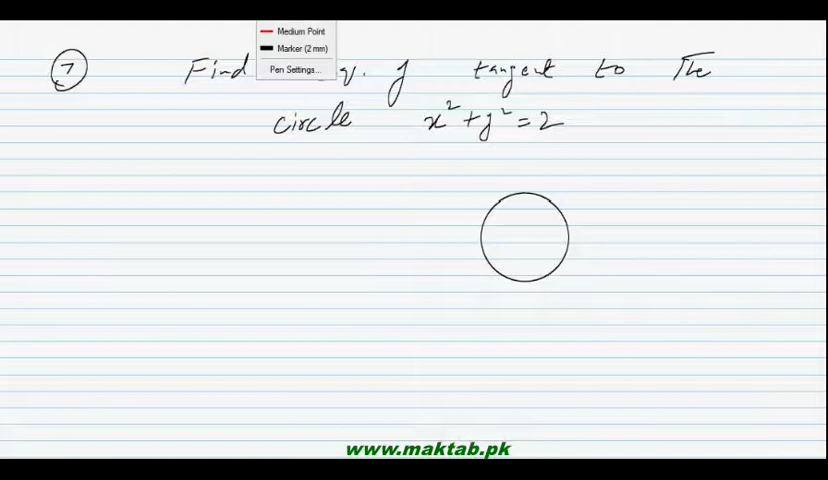 Medium Point
Marker (2 mm)
Pen Settings...
7 Find q. of tangent to The
circle x² + y² = 2
www.maktab.pk